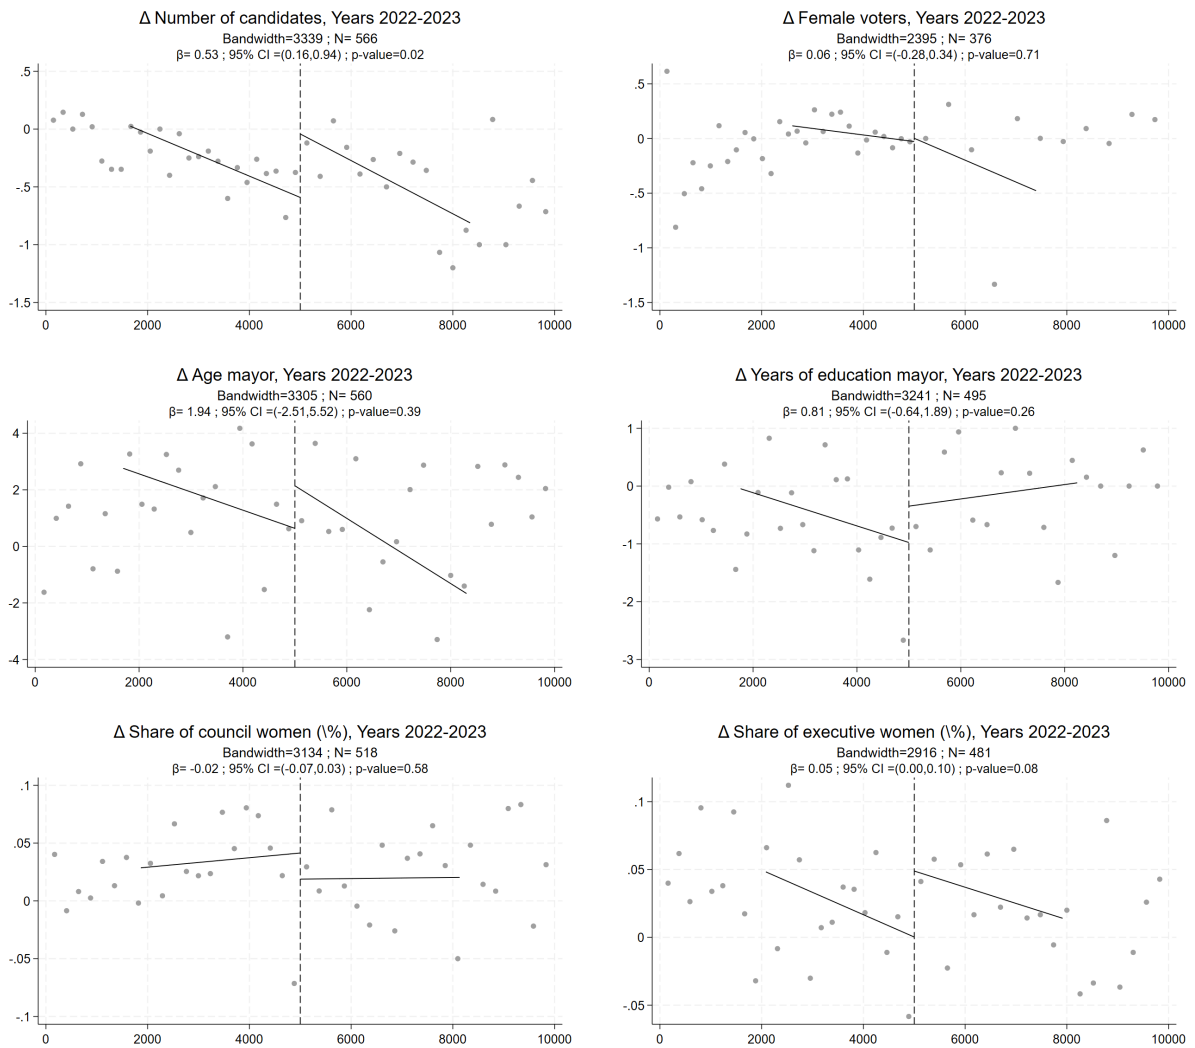 Δ Number of candidates, Years 2022-2023
Bandwidth=3339 ; N= 566
β= 0.53 ; 95% CI =(0.16,0.94) ; p-value=0.02
.5
0
-.5
-1
-1.5
0 2000 4000 6000 8000 10000
Δ Female voters, Years 2022-2023
Bandwidth=2395 ; N= 376
β= 0.06 ; 95% CI =(-0.28,0.34) ; p-value=0.71
.5
0
-.5
-1
-1.5
0 2000 4000 6000 8000 10000
Δ Age mayor, Years 2022-2023
Bandwidth=3305 ; N= 560
β= 1.94 ; 95% CI =(-2.51,5.52) ; p-value=0.39
4
2
0
-2
-4
0 2000 4000 6000 8000 10000
Δ Years of education mayor, Years 2022-2023
Bandwidth=3241 ; N= 495
β= 0.81 ; 95% CI =(-0.64,1.89) ; p-value=0.26
1
0
-1
-2
-3
0 2000 4000 6000 8000 10000
Δ Share of council women (\%), Years 2022-2023
Bandwidth=3134 ; N= 518
β= -0.02 ; 95% CI =(-0.07,0.03) ; p-value=0.58
.1
.05
0
-.05
-.1
0 2000 4000 6000 8000 10000
Δ Share of executive women (\%), Years 2022-2023
Bandwidth=2916 ; N= 481
β= 0.05 ; 95% CI =(0.00,0.10) ; p-value=0.08
.1
.05
0
-.05
0 2000 4000 6000 8000 10000